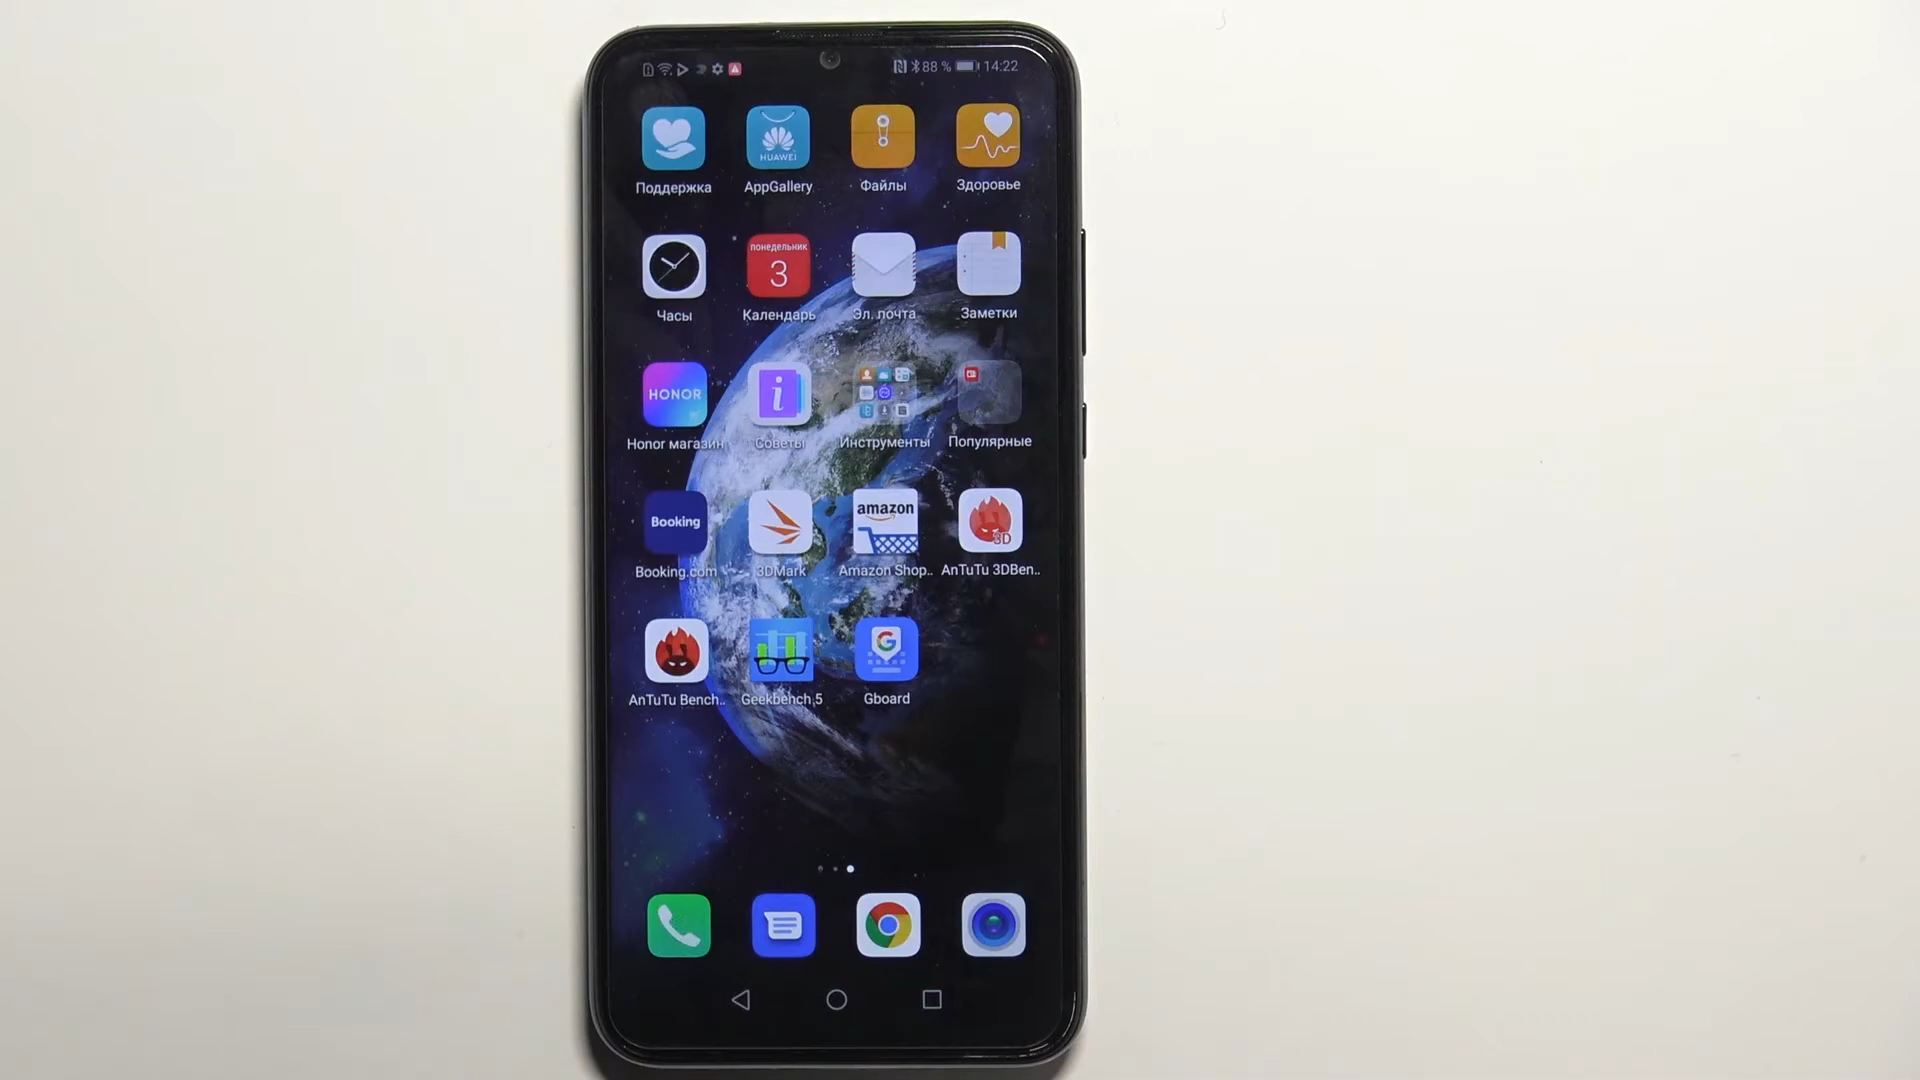 88 % 14:22
HUAWEI
Поддержка AppGallery Файлы Здоровье
понедельник
3
Часы Календарь Эл. почта Заметки
HONOR i
Honor магазин Советы Инструменты Популярные
Booking amazon 3D
Booking.com 3DMark Amazon Shop.. AnTuTu 3DBen..
G
AnTuTu Bench.. Geekbench 5 Gboard